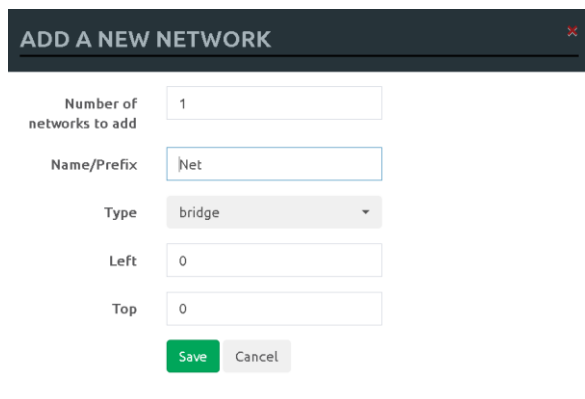 ADD A NEW NETWORK
Number of
networks to add
1
Name/Prefix
Net
Type
bridge
Left
0
Top
0
Save
Cancel